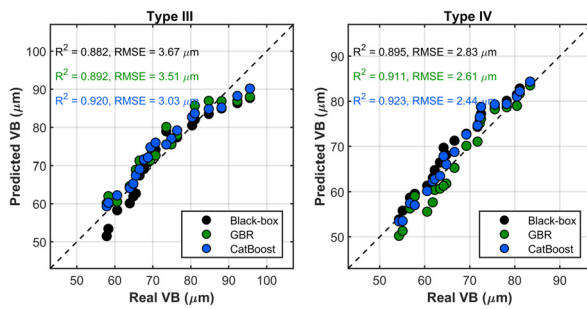 Type III
R² = 0.882, RMSE = 3.67 μm
R² = 0.892, RMSE = 3.51 μm
R² = 0.920, RMSE = 3.03 μm
Predicted VB (μm)
100
90
80
70
60
50
Black-box
GBR
CatBoost
50 60 70 80 90 100
Real VB (μm)
Type IV
R² = 0.895, RMSE = 2.83 μm
R² = 0.911, RMSE = 2.61 μm
R² = 0.923, RMSE = 2.44 μm
Predicted VB (μm)
90
80
70
60
50
Black-box
GBR
CatBoost
50 60 70 80 90
Real VB (μm)